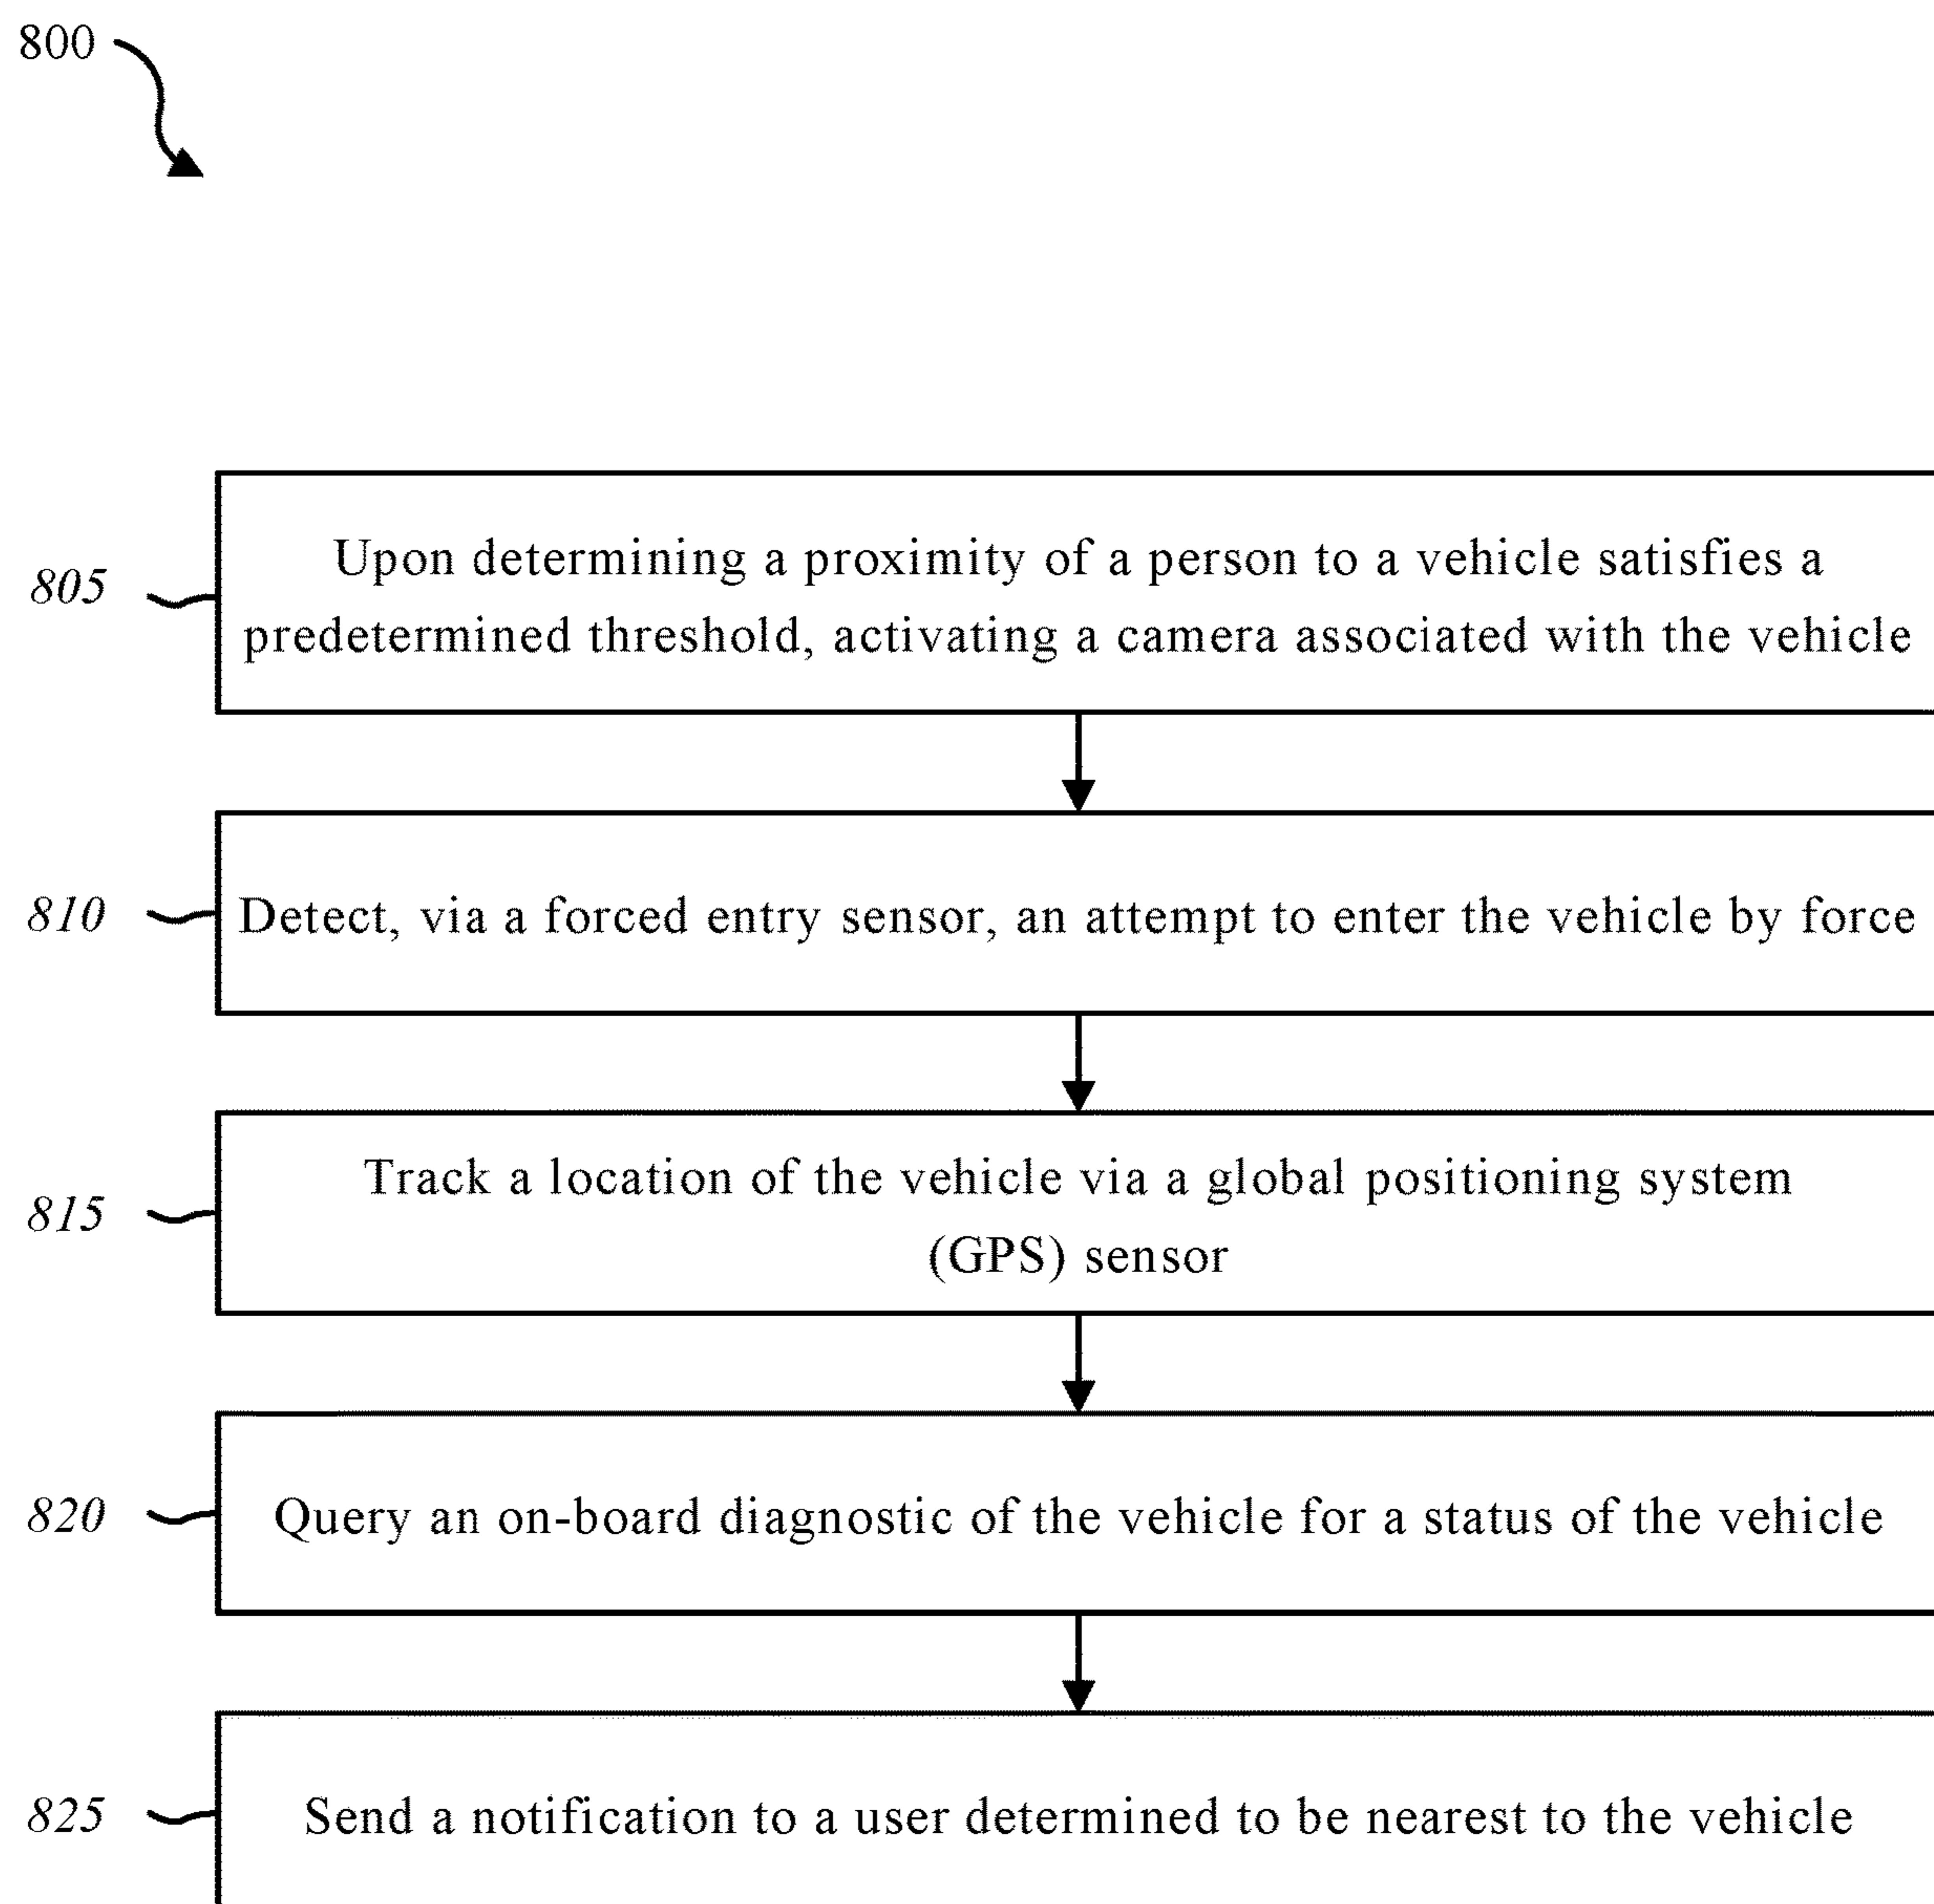 800
805
Upon determining a proximity of a person to a vehicle satisfies a
predetermined threshold, activating a camera associated with the vehicle
810
Detect, via a forced entry sensor, an attempt to enter the vehicle by force
815
Track a location of the vehicle via a global positioning system
(GPS) sensor
820
Query an on-board diagnostic of the vehicle for a status of the vehicle
825
Send a notification to a user determined to be nearest to the vehicle